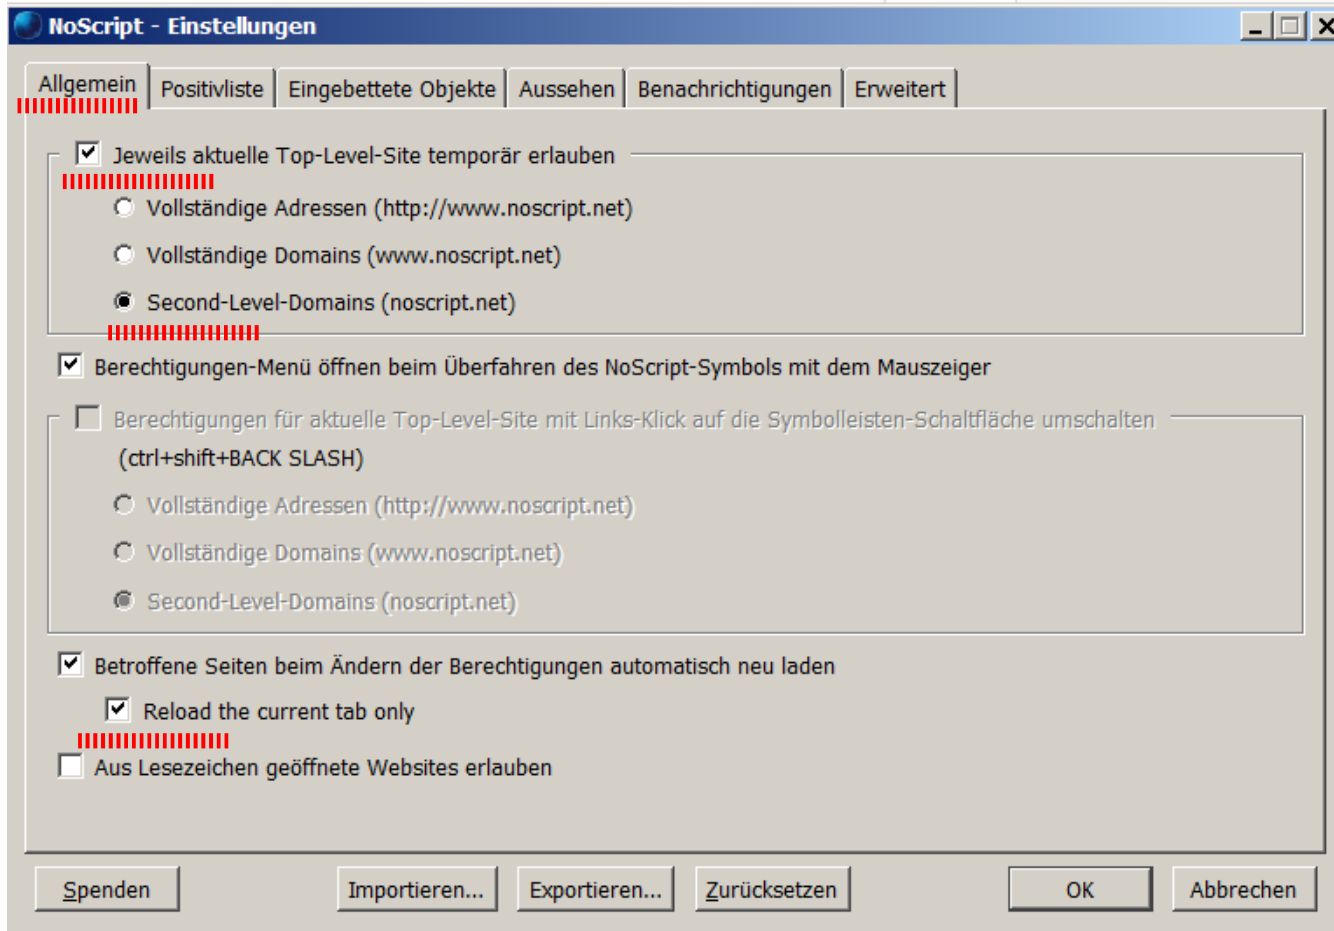 NoScript - Einstellungen
Allgemein Positivliste Eingebettete Objekte Aussehen Benachrichtigungen Erweitert
Jeweils aktuelle Top-Level-Site temporär erlauben
Vollständige Adressen (http://www.noscript.net)
Vollständige Domains (www.noscript.net)
Second-Level-Domains (noscript.net)
Berechtigungen-Menü öffnen beim Überfahren des NoScript-Symbols mit dem Mauszeiger
Berechtigungen für aktuelle Top-Level-Site mit Links-Klick auf die Symbolleisten-Schaltfläche umschalten
(ctrl+shift+BACK SLASH)
Vollständige Adressen (http://www.noscript.net)
Vollständige Domains (www.noscript.net)
Second-Level-Domains (noscript.net)
Betroffene Seiten beim Ändern der Berechtigungen automatisch neu laden
Reload the current tab only
Aus Lesezeichen geöffnete Websites erlauben
Spenden Importieren... Exportieren... Zurücksetzen OK Abbrechen